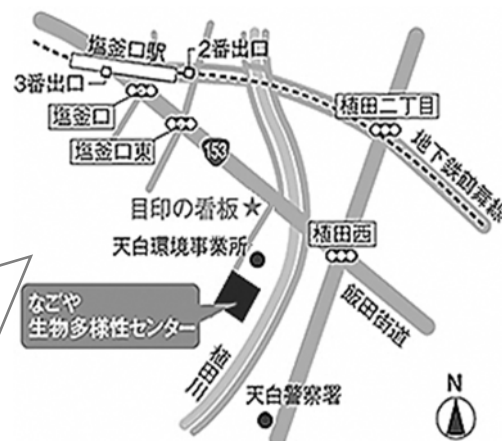 塩釜口駅
2番出口
3番出口
塩釜口
塩釜口東
植田二丁目
153
地下鉄鶴舞線
目印の看板
植田西
天白環境事業所
なごや
生物多様性センター
飯田街道
植田川
天白警察署
N